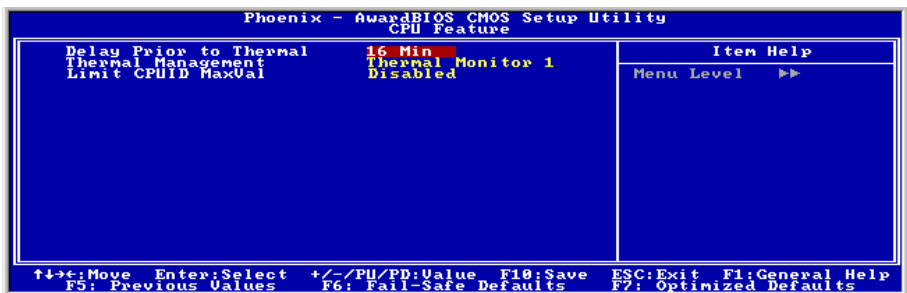 Phoenix - AwardBIOS CMOS Setup Utility
CPU Feature
Delay Prior to Thermal 16 Min
Thermal Management Thermal Monitor 1
Limit CPUID MaxVal Disabled
Item Help
Menu Level ►►
↑↓→←:Move Enter:Select +/-/PU/PD:Value F10:Save ESC:Exit F1:General Help
F5: Previous Values F6: Fail-Safe Defaults F7: Optimized Defaults